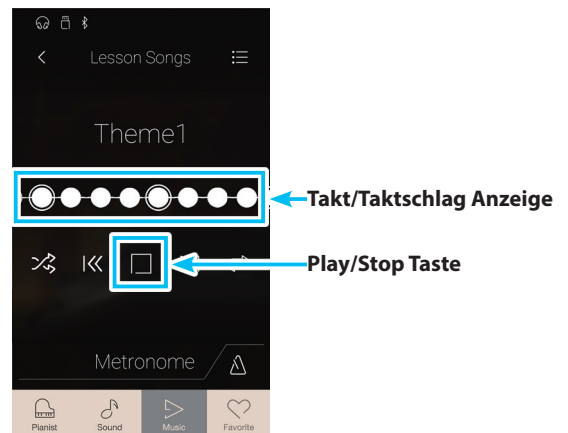 Lesson Songs
Theme1
Takt/Taktschlag Anzeige
Play/Stop Taste
Metronome
Pianist Sound Music Favorite